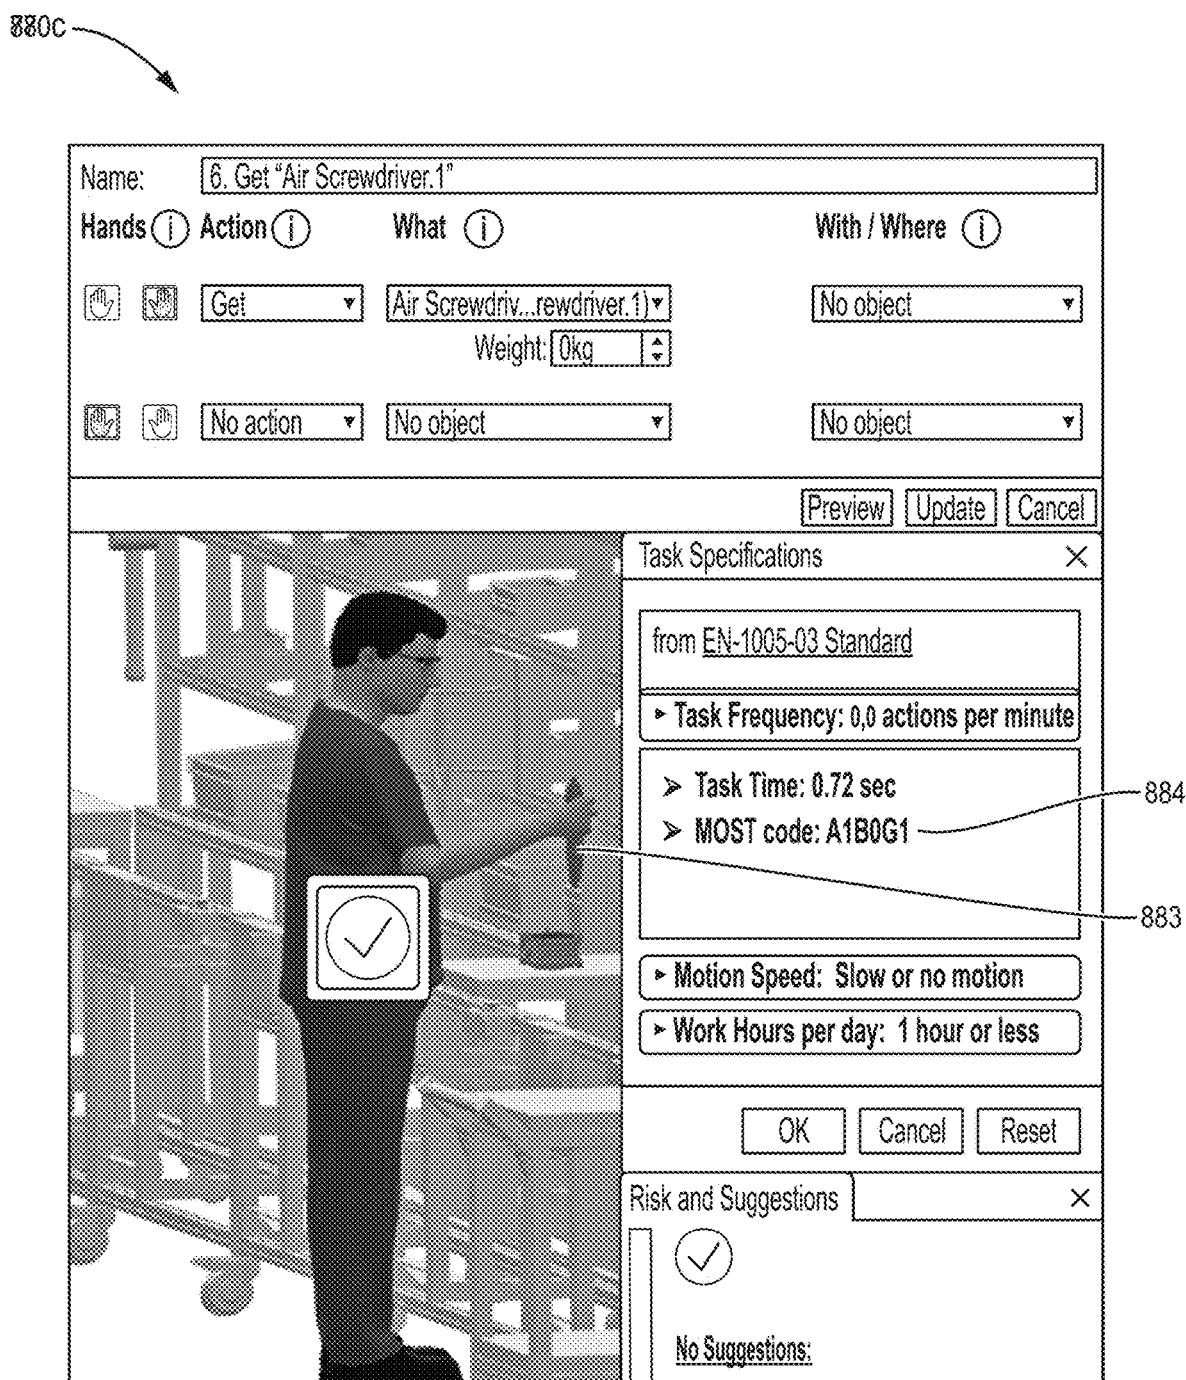 880c
Name: 6. Get “Air Screwdriver.1”
Hands i Action i What i With / Where i
Get Air Screwdriv...rewdriver.1) No object
Weight: 0kg
No action No object No object
Preview Update Cancel
Task Specifications ×
from EN-1005-03 Standard
Task Frequency: 0,0 actions per minute
Task Time: 0.72 sec
884
MOST code: A1B0G1
883
Motion Speed: Slow or no motion
Work Hours per day: 1 hour or less
OK Cancel Reset
Risk and Suggestions ×
No Suggestions: